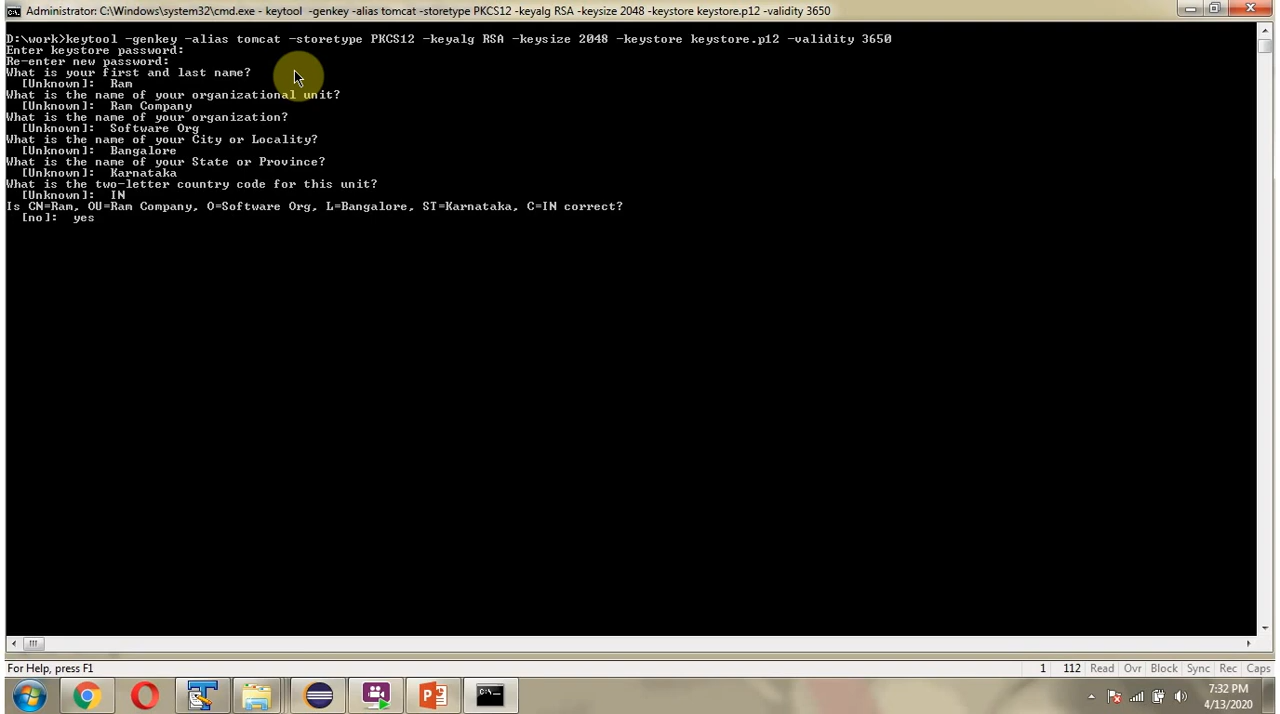 Administrator: C:\Windows\system32\cmd.exe - keytool  -genkey -alias tomcat -storetype PKCS12 -keyalg RSA -keysize 2048 -keystore keystore.p12 -validity 3650
D:\work>keytool -genkey -alias tomcat -storetype PKCS12 -keyalg RSA -keysize 2048 -keystore keystore.p12 -validity 3650
Enter keystore password:
Re-enter new password:
What is your first and last name?
[Unknown]:  Ram
What is the name of your organizational unit?
[Unknown]:  Ram Company
What is the name of your organization?
[Unknown]:  Software Org
What is the name of your City or Locality?
[Unknown]:  Bangalore
What is the name of your State or Province?
[Unknown]:  Karnataka
What is the two-letter country code for this unit?
[Unknown]:  IN
Is CN=Ram, OU=Ram Company, O=Software Org, L=Bangalore, ST=Karnataka, C=IN correct?
[no]:  yes
For Help, press F1
1 112 Read Ovr Block Sync Rec Caps
7:32 PM
4/13/2020